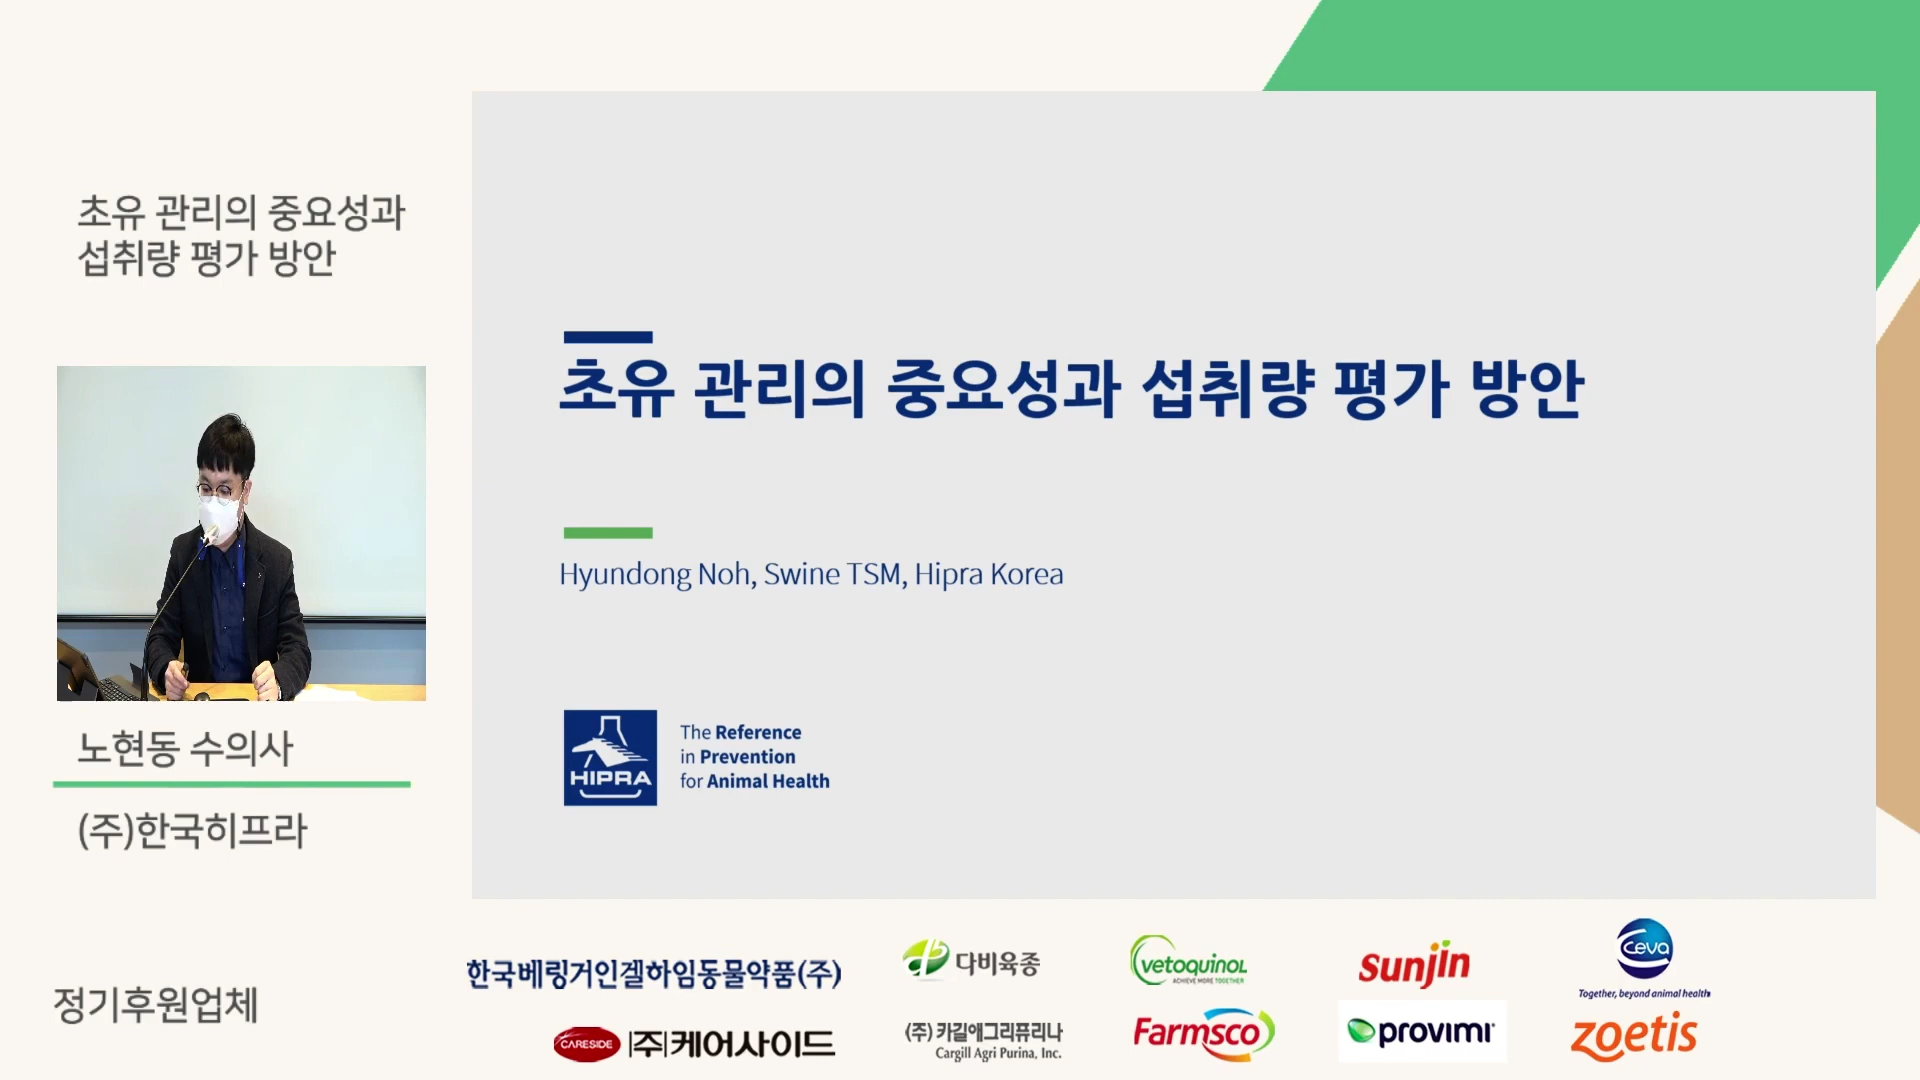 초유 관리의 중요성과
섭취량 평가 방안
노현동 수의사
(주)한국히프라
초유 관리의 중요성과 섭취량 평가 방안
Hyundong Noh, Swine TSM, Hipra Korea
HIPRA
The Reference
in Prevention
for Animal Health
정기후원업체
한국베링거인겔하임동물약품(주)
다비육종
vetoquinol
ACHIEVE MORE TOGETHER
sunjin
ceva
Together, beyond animal health
CARESIDE (주)케어사이드
(주) 카길애그리퓨리나
Cargill Agri Purina, Inc.
Farmsco
provimi
zoetis